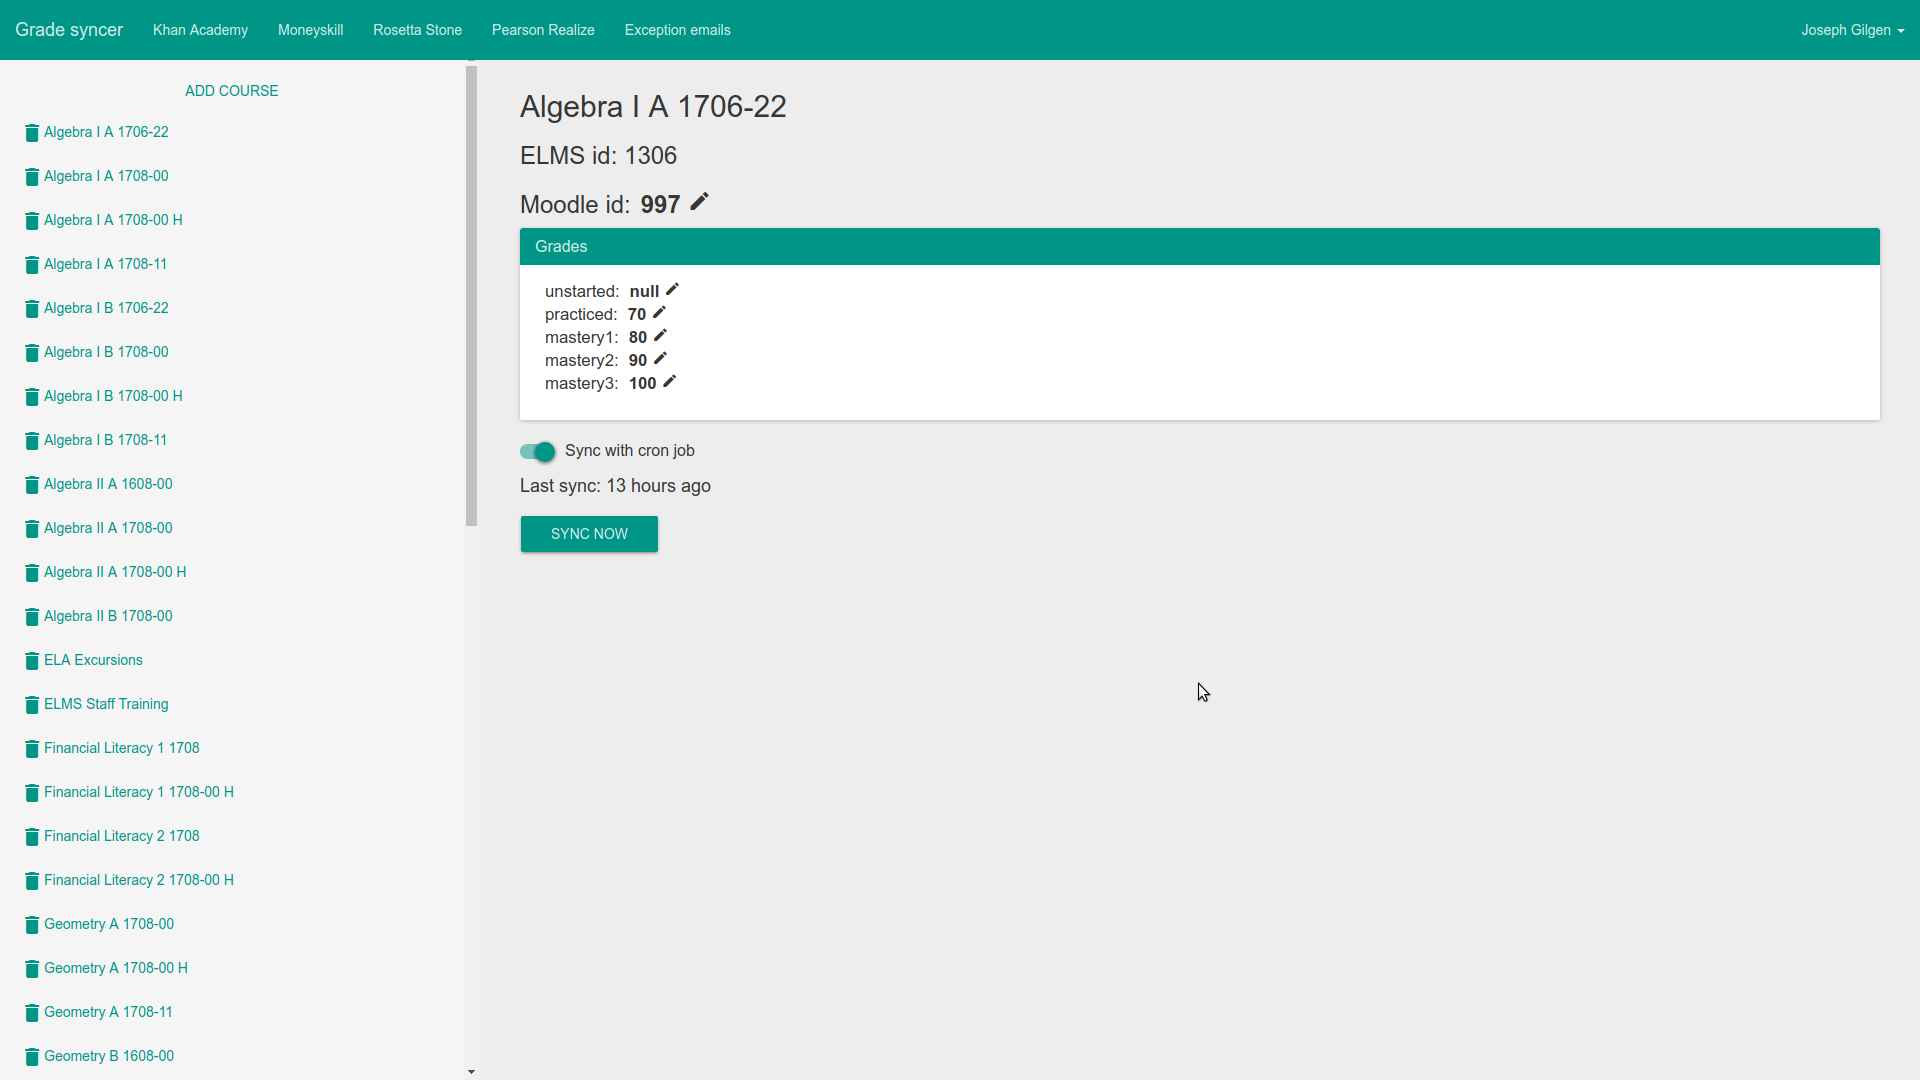 Grade syncer Khan Academy Moneyskill Rosetta Stone Pearson Realize Exception emails Joseph Gilgen
ADD COURSE
Algebra I A 1706-22
Algebra I A 1708-00
Algebra I A 1708-00 H
Algebra I A 1708-11
Algebra I B 1706-22
Algebra I B 1708-00
Algebra I B 1708-00 H
Algebra I B 1708-11
Algebra II A 1608-00
Algebra II A 1708-00
Algebra II A 1708-00 H
Algebra II B 1708-00
ELA Excursions
ELMS Staff Training
Financial Literacy 1 1708
Financial Literacy 1 1708-00 H
Financial Literacy 2 1708
Financial Literacy 2 1708-00 H
Geometry A 1708-00
Geometry A 1708-00 H
Geometry A 1708-11
Geometry B 1608-00
Algebra I A 1706-22
ELMS id: 1306
Moodle id: 997
Grades
unstarted: null
practiced: 70
mastery1: 80
mastery2: 90
mastery3: 100
Sync with cron job
Last sync: 13 hours ago
SYNC NOW